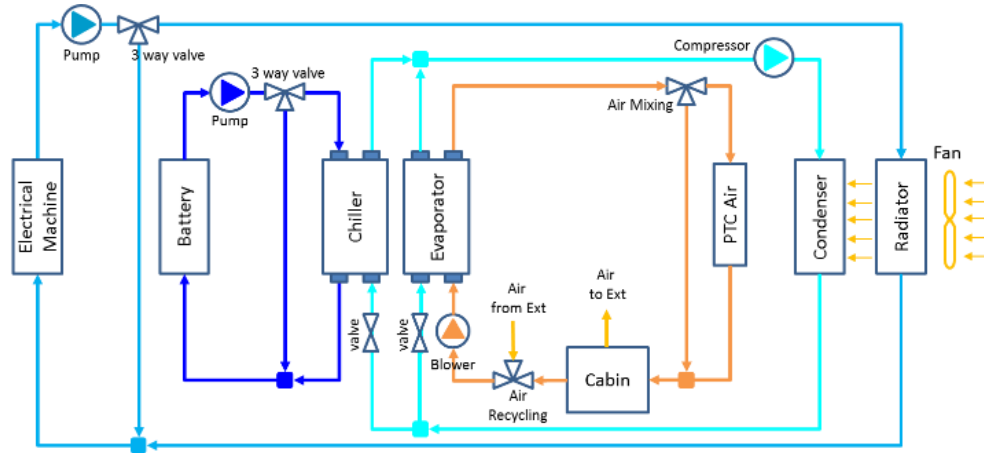 Pump
3 way valve
3 way valve
Pump
Compressor
Air Mixing
Fan
Electrical
Machine
Battery
Chiller
Evaporator
PTC Air
Condenser
Radiator
valve
valve
Blower
Air
from Ext
Air
to Ext
Air
Recycling
Cabin